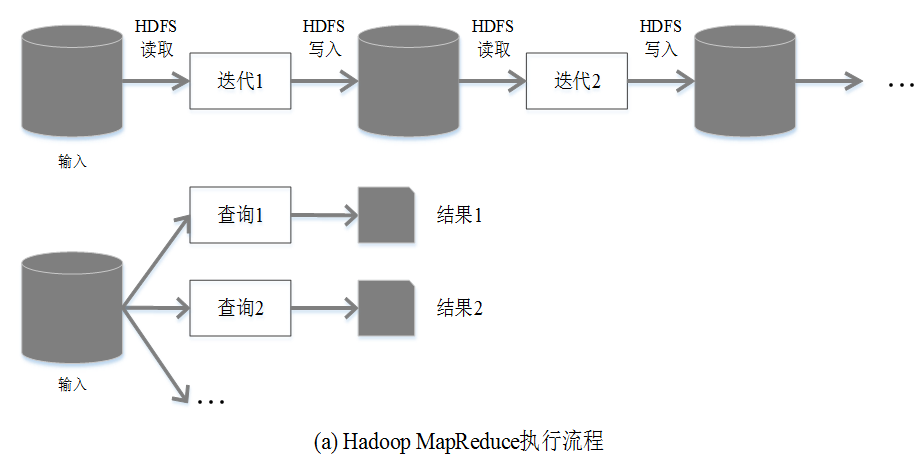 HDFS
读取
HDFS
写入
HDFS
读取
HDFS
写入
迭代1
迭代2
...
输入
查询1
结果1
查询2
结果2
输入
...
(a) Hadoop MapReduce执行流程